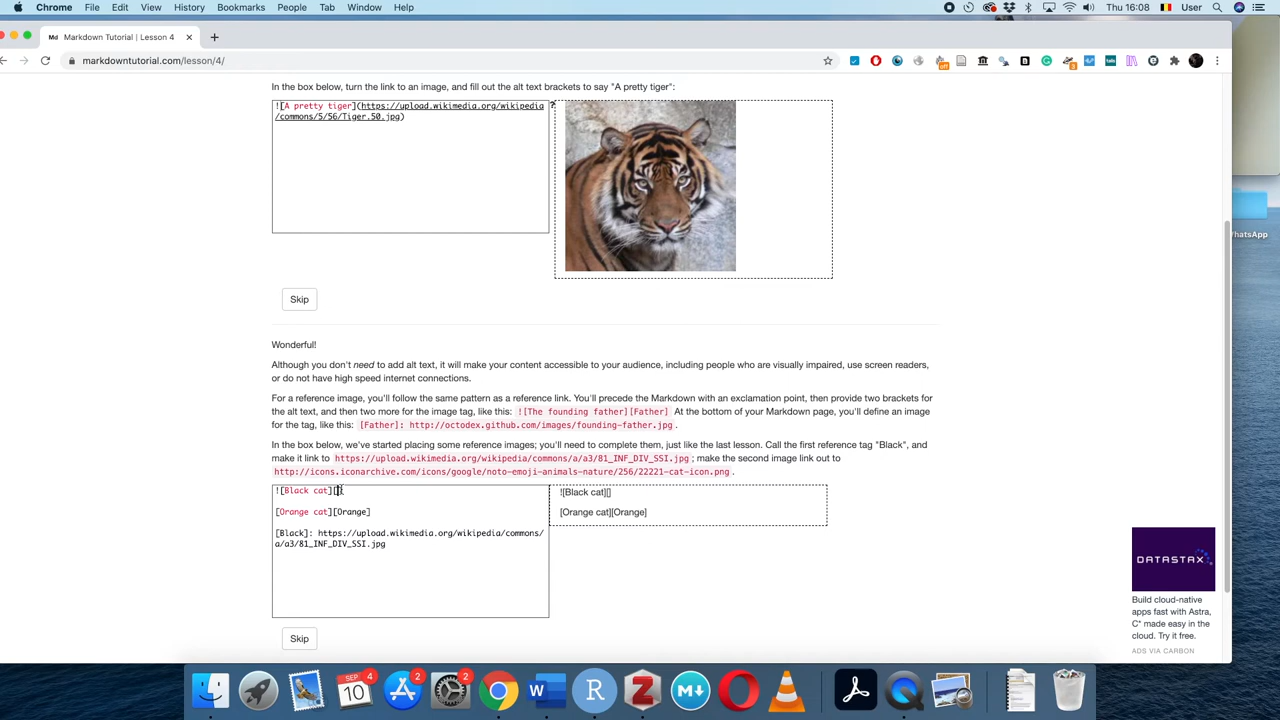 Chrome File Edit View History Bookmarks People Tab Window Help
Thu 16:08 User
Md Markdown Tutorial | Lesson 4
markdowntutorial.com/lesson/4/
In the box below, turn the link to an image, and fill out the alt text brackets to say "A pretty tiger":
![A pretty tiger](https://upload.wikimedia.org/wikipedia
/commons/5/56/Tiger.50.jpg)
?
Skip
Wonderful!
Although you don't need to add alt text, it will make your content accessible to your audience, including people who are visually impaired, use screen readers,
or do not have high speed internet connections.
For a reference image, you'll follow the same pattern as a reference link. You'll precede the Markdown with an exclamation point, then provide two brackets for
the alt text, and then two more for the image tag, like this: ![The founding father][Father] At the bottom of your Markdown page, you'll define an image
for the tag, like this: [Father]: http://octodex.github.com/images/founding-father.jpg.
In the box below, we've started placing some reference images; you'll need to complete them, just like the last lesson. Call the first reference tag "Black", and
make it link to https://upload.wikimedia.org/wikipedia/commons/a/a3/81_INF_DIV_SSI.jpg; make the second image link out to
http://icons.iconarchive.com/icons/google/noto-emoji-animals-nature/256/22221-cat-icon.png.
![Black cat][]
[Orange cat][Orange]
[Black]: https://upload.wikimedia.org/wikipedia/commons/
a/a3/81_INF_DIV_SSI.jpg
![Black cat][]
[Orange cat][Orange]
Skip
DATASTAX
Build cloud-native
apps fast with Astra,
C* made easy in the
cloud. Try it free.
ADS VIA CARBON
WhatsApp
SEP
10
4
2
2
W
R
Z
M